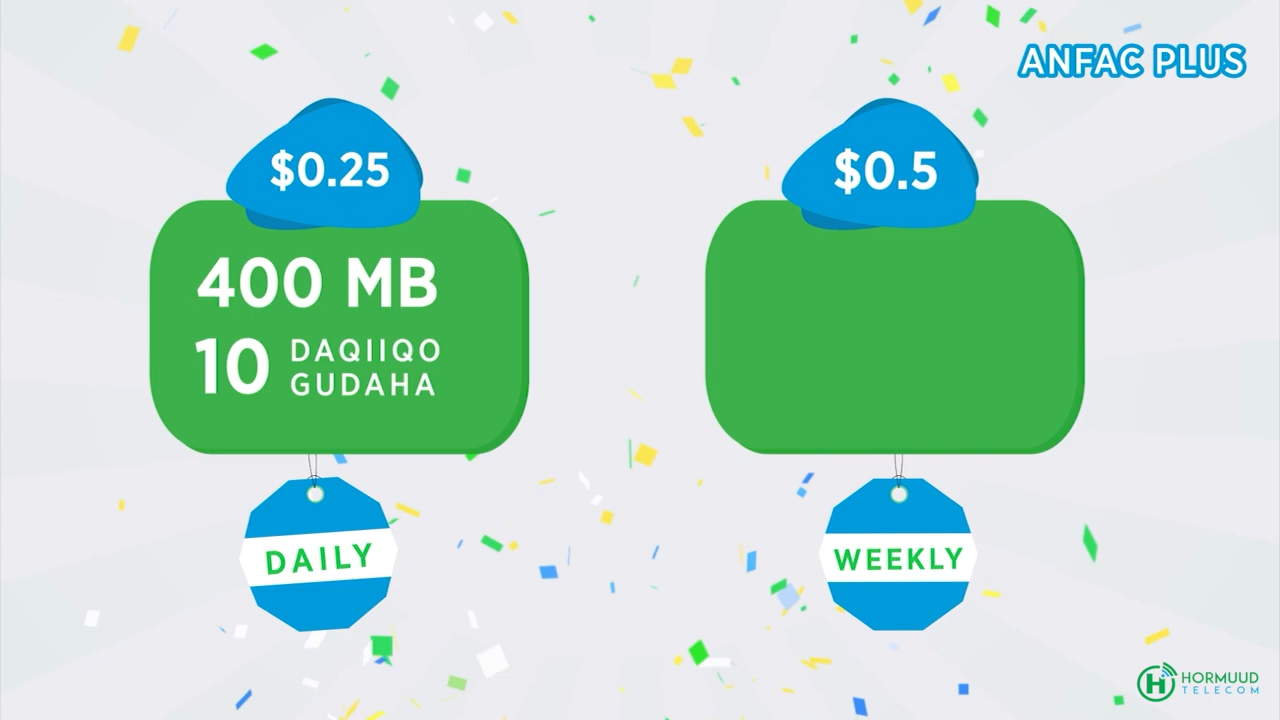 ANFAC PLUS
$0.25
400 MB
10 DAQIIQO
GUDAHA
DAILY
$0.5
WEEKLY
HORMUUD
TELECOM